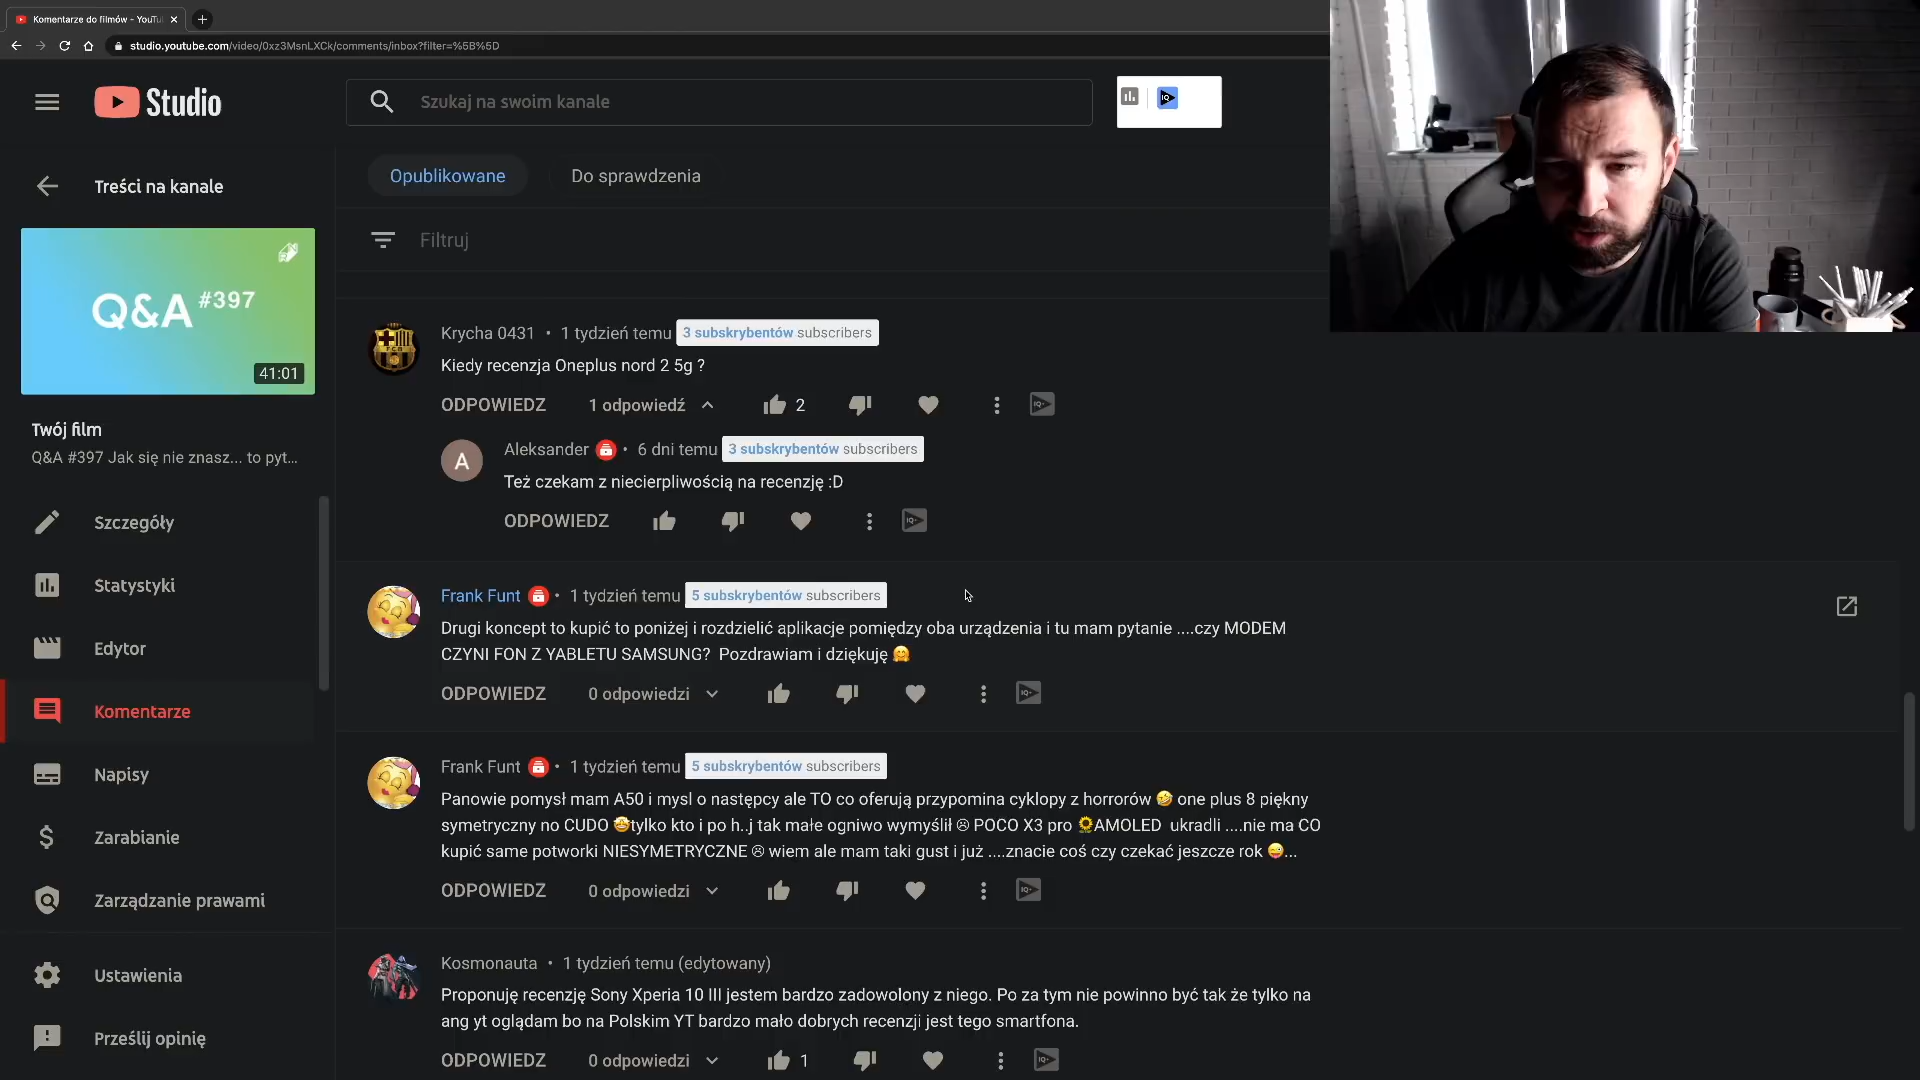 Komentarze do filmów - YouTu
studio.youtube.com/video/0xz3MsnLXCk/comments/inbox?filter=%5B%5D
Studio
Szukaj na swoim kanale
Treści na kanale
Opublikowane
Do sprawdzenia
Filtruj
Q&A #397
41:01
Twój film
Q&A #397 Jak się nie znasz... to pyt...
Szczegóły
Statystyki
Edytor
Komentarze
Napisy
Zarabianie
Zarządzanie prawami
Ustawienia
Prześlij opinię
Krycha 0431 • 1 tydzień temu 3 subskrybentów subscribers
Kiedy recenzja Oneplus nord 2 5g ?
ODPOWIEDZ 1 odpowiedź 2
A
Aleksander • 6 dni temu 3 subskrybentów subscribers
Też czekam z niecierpliwością na recenzję :D
ODPOWIEDZ
Frank Funt • 1 tydzień temu 5 subskrybentów subscribers
Drugi koncept to kupić to poniżej i rozdzielić aplikacje pomiędzy oba urządzenia i tu mam pytanie ....czy MODEM
CZYNI FON Z YABLETU SAMSUNG? Pozdrawiam i dziękuję 🤗
ODPOWIEDZ 0 odpowiedzi
Frank Funt • 1 tydzień temu 5 subskrybentów subscribers
Panowie pomysł mam A50 i mysl o następcy ale TO co oferują przypomina cyklopy z horrorów 🤣 one plus 8 piękny
symetryczny no CUDO 🤩tylko kto i po h..j tak małe ogniwo wymyślił ☹ POCO X3 pro 🌻AMOLED ukradli ....nie ma CO
kupić same potworki NIESYMETRYCZNE ☹ wiem ale mam taki gust i już ....znacie coś czy czekać jeszcze rok 😜...
ODPOWIEDZ 0 odpowiedzi
Kosmonauta • 1 tydzień temu (edytowany)
Proponuję recenzję Sony Xperia 10 III jestem bardzo zadowolony z niego. Po za tym nie powinno być tak że tylko na
ang yt oglądam bo na Polskim YT bardzo mało dobrych recenzji jest tego smartfona.
ODPOWIEDZ 0 odpowiedzi 1